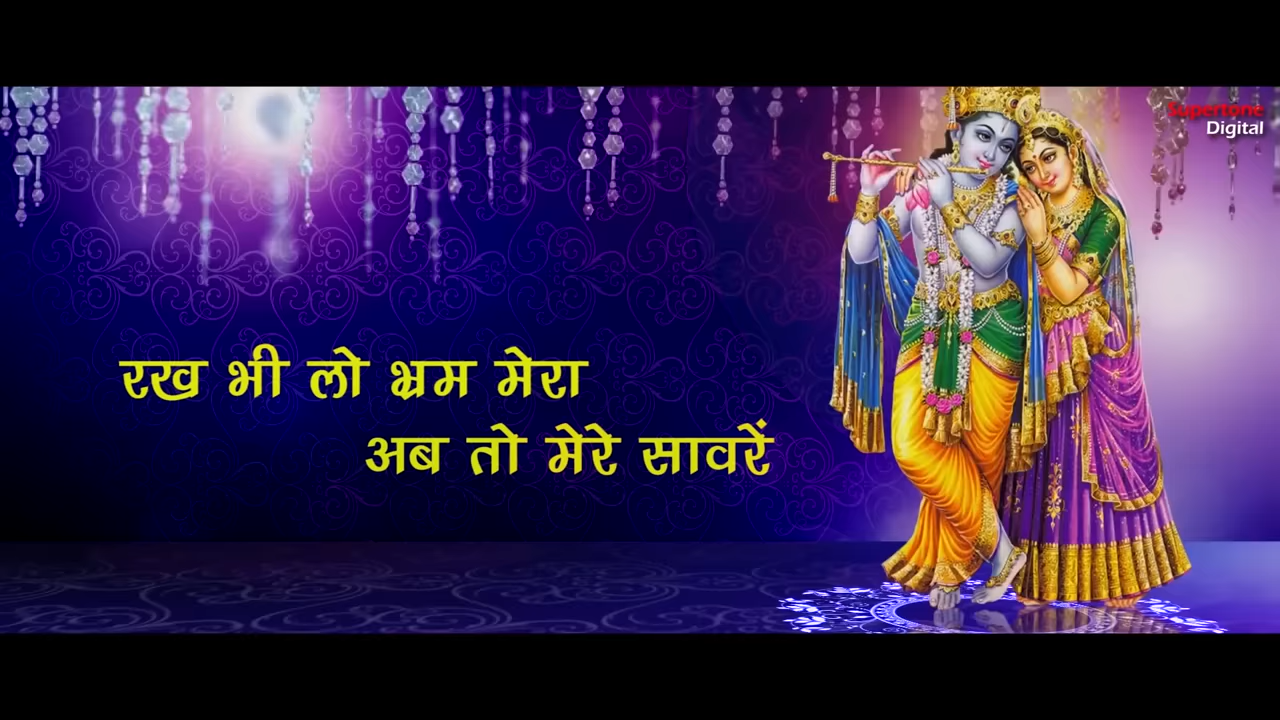 Supertone
Digital
रख भी लो भ्रम मेरा
अब तो मेरे सावरें